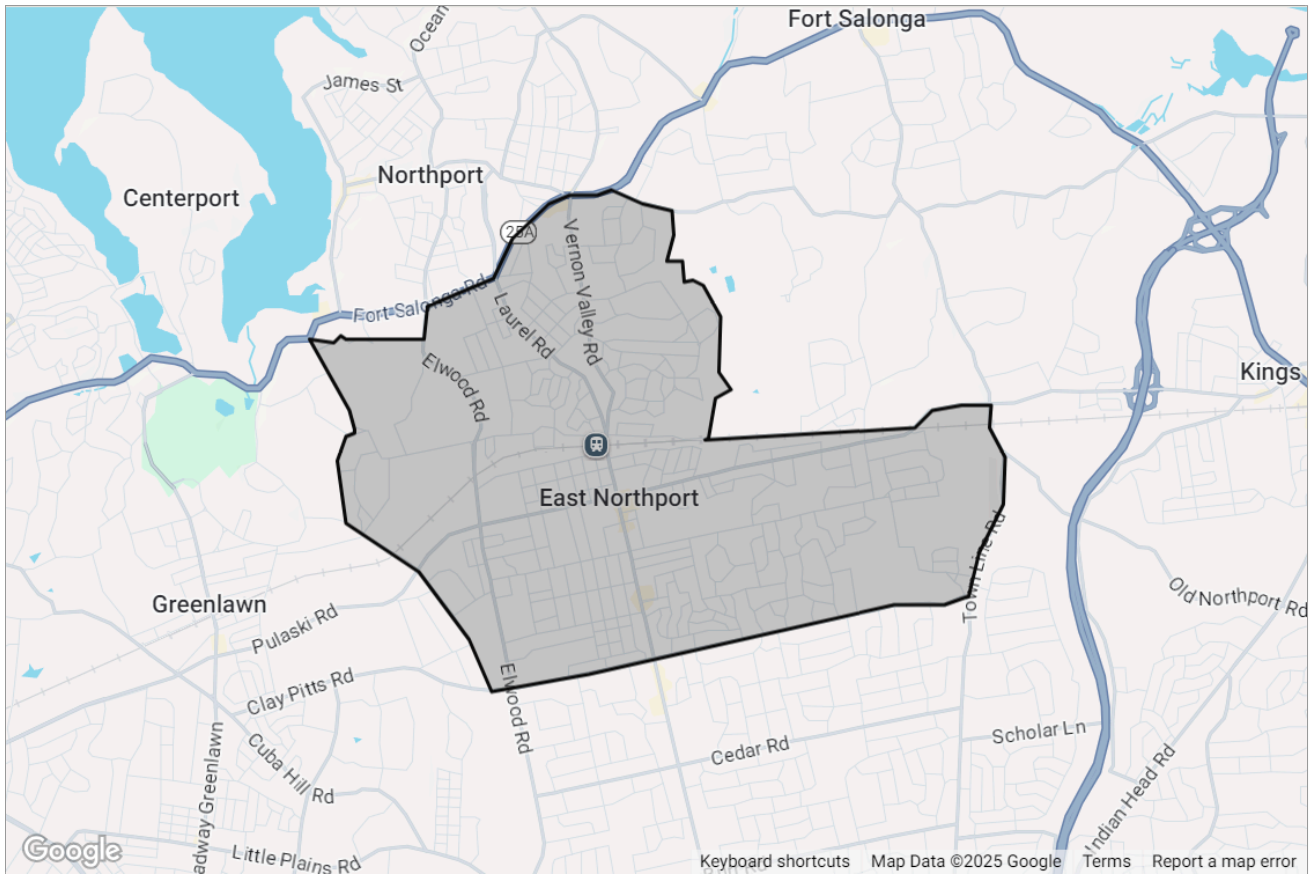 Fort Salonga
Ocean
James St
Northport
Centerport
25A
Vernon Valley Rd
Fort Salonga Rd
Laurel Rd
Elwood Rd
Kings
East Northport
Town Line Rd
Old Northport Rd
Greenlawn
Pulaski Rd
Clay Pitts Rd
Elwood Rd
Scholar Ln
Cedar Rd
Cuba Hill Rd
Indian Head Rd
adway Greenlawn
Little Plains Rd
Google
Keyboard shortcuts Map Data ©2025 Google Terms Report a map error